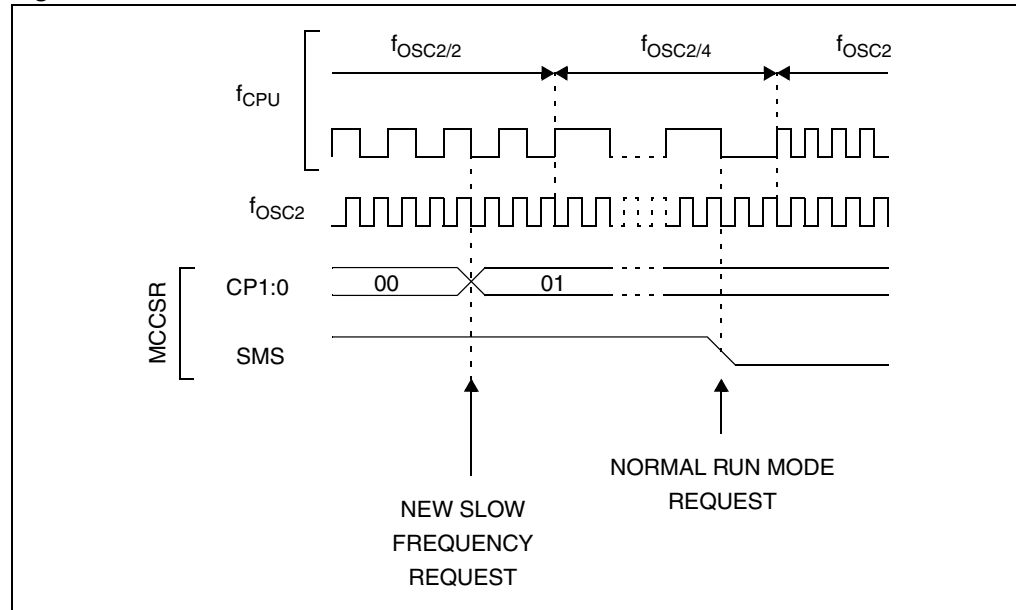 fOSC2/2 fOSC2/4 fOSC2
fCPU
fOSC2
MCCSR
CP1:0 00 01
SMS
NEW SLOW
FREQUENCY
REQUEST
NORMAL RUN MODE
REQUEST